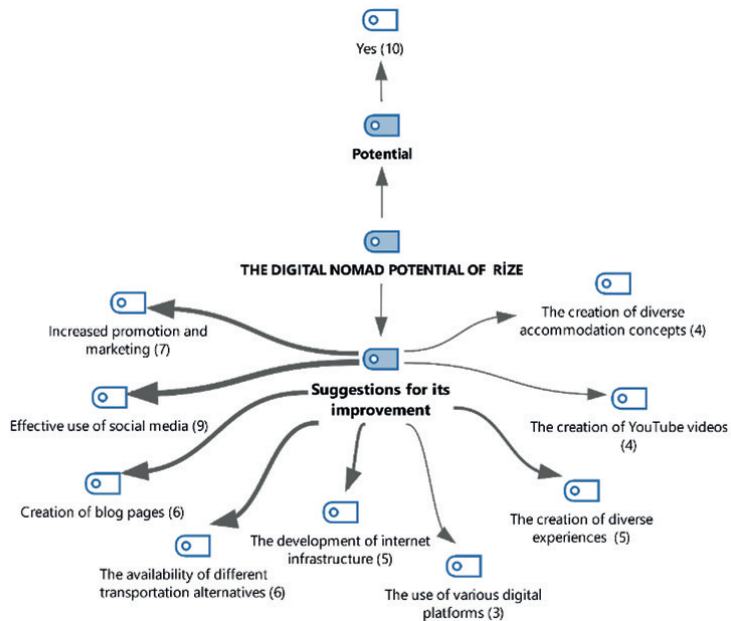 Yes (10)
Potential
THE DIGITAL NOMAD POTENTIAL OF RİZE
Increased promotion and
marketing (7)
The creation of diverse
accommodation concepts (4)
Suggestions for its
improvement
Effective use of social media (9)
The creation of YouTube videos
(4)
Creation of blog pages (6)
The creation of diverse
experiences (5)
The development of internet
infrastructure (5)
The availability of different
transportation alternatives (6)
The use of various digital
platforms (3)